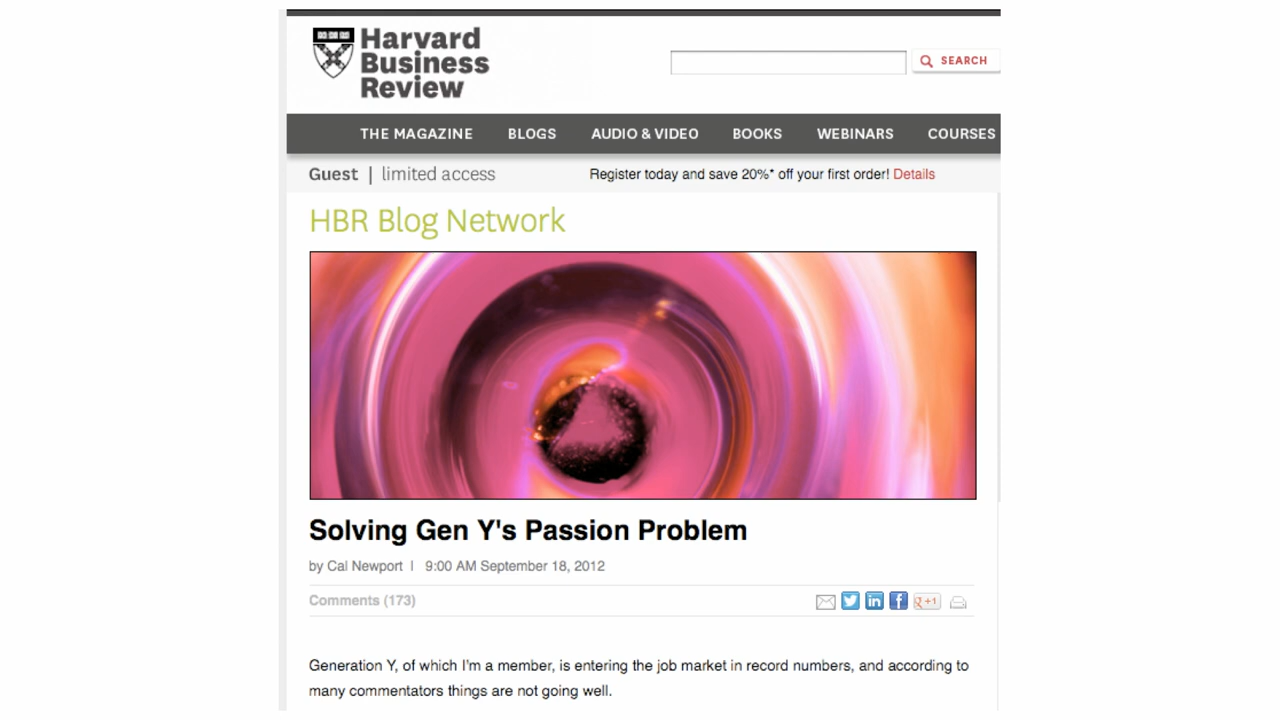 Harvard
Business
Review
SEARCH
THE MAGAZINE BLOGS AUDIO & VIDEO BOOKS WEBINARS COURSES
Guest | limited access Register today and save 20%* off your first order! Details
HBR Blog Network
Solving Gen Y's Passion Problem
by Cal Newport | 9:00 AM September 18, 2012
Comments (173) in f g +1
Generation Y, of which I'm a member, is entering the job market in record numbers, and according to
many commentators things are not going well.